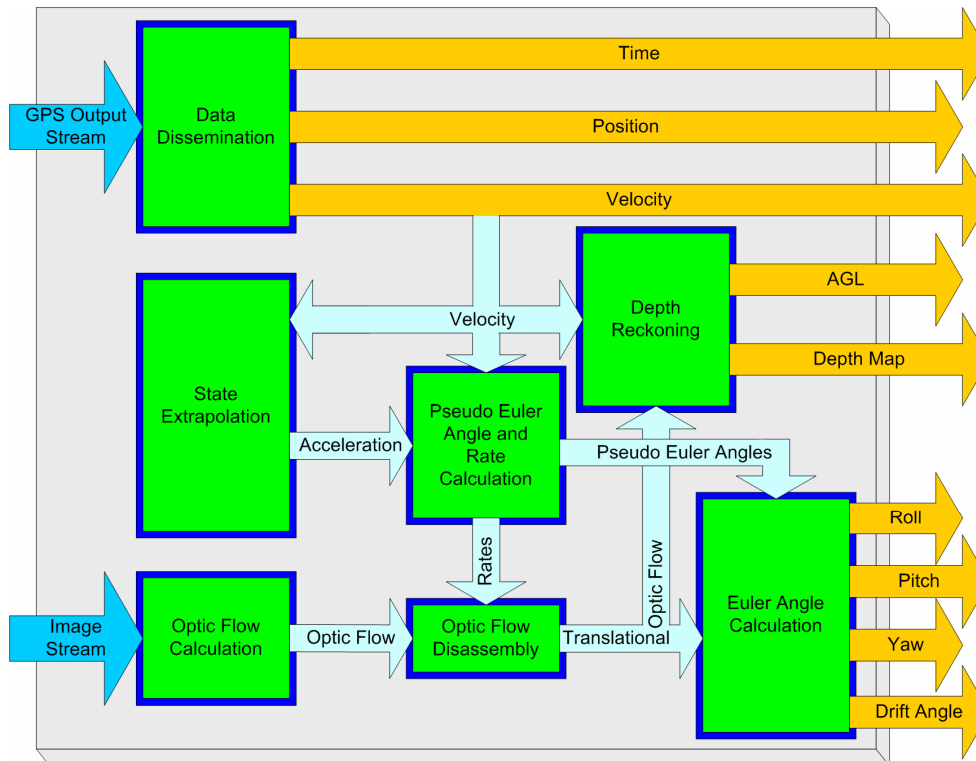 Time
GPS Output
Stream
Data
Dissemination
Position
Velocity
AGL
Velocity
Depth
Reckoning
Depth Map
State
Extrapolation
Acceleration
Pseudo Euler
Angle and
Rate
Calculation
Pseudo Euler Angles
Roll
Rates
Optic Flow
Pitch
Image
Stream
Optic Flow
Calculation
Optic Flow
Optic Flow
Disassembly
Translational
Euler Angle
Calculation
Yaw
Drift Angle